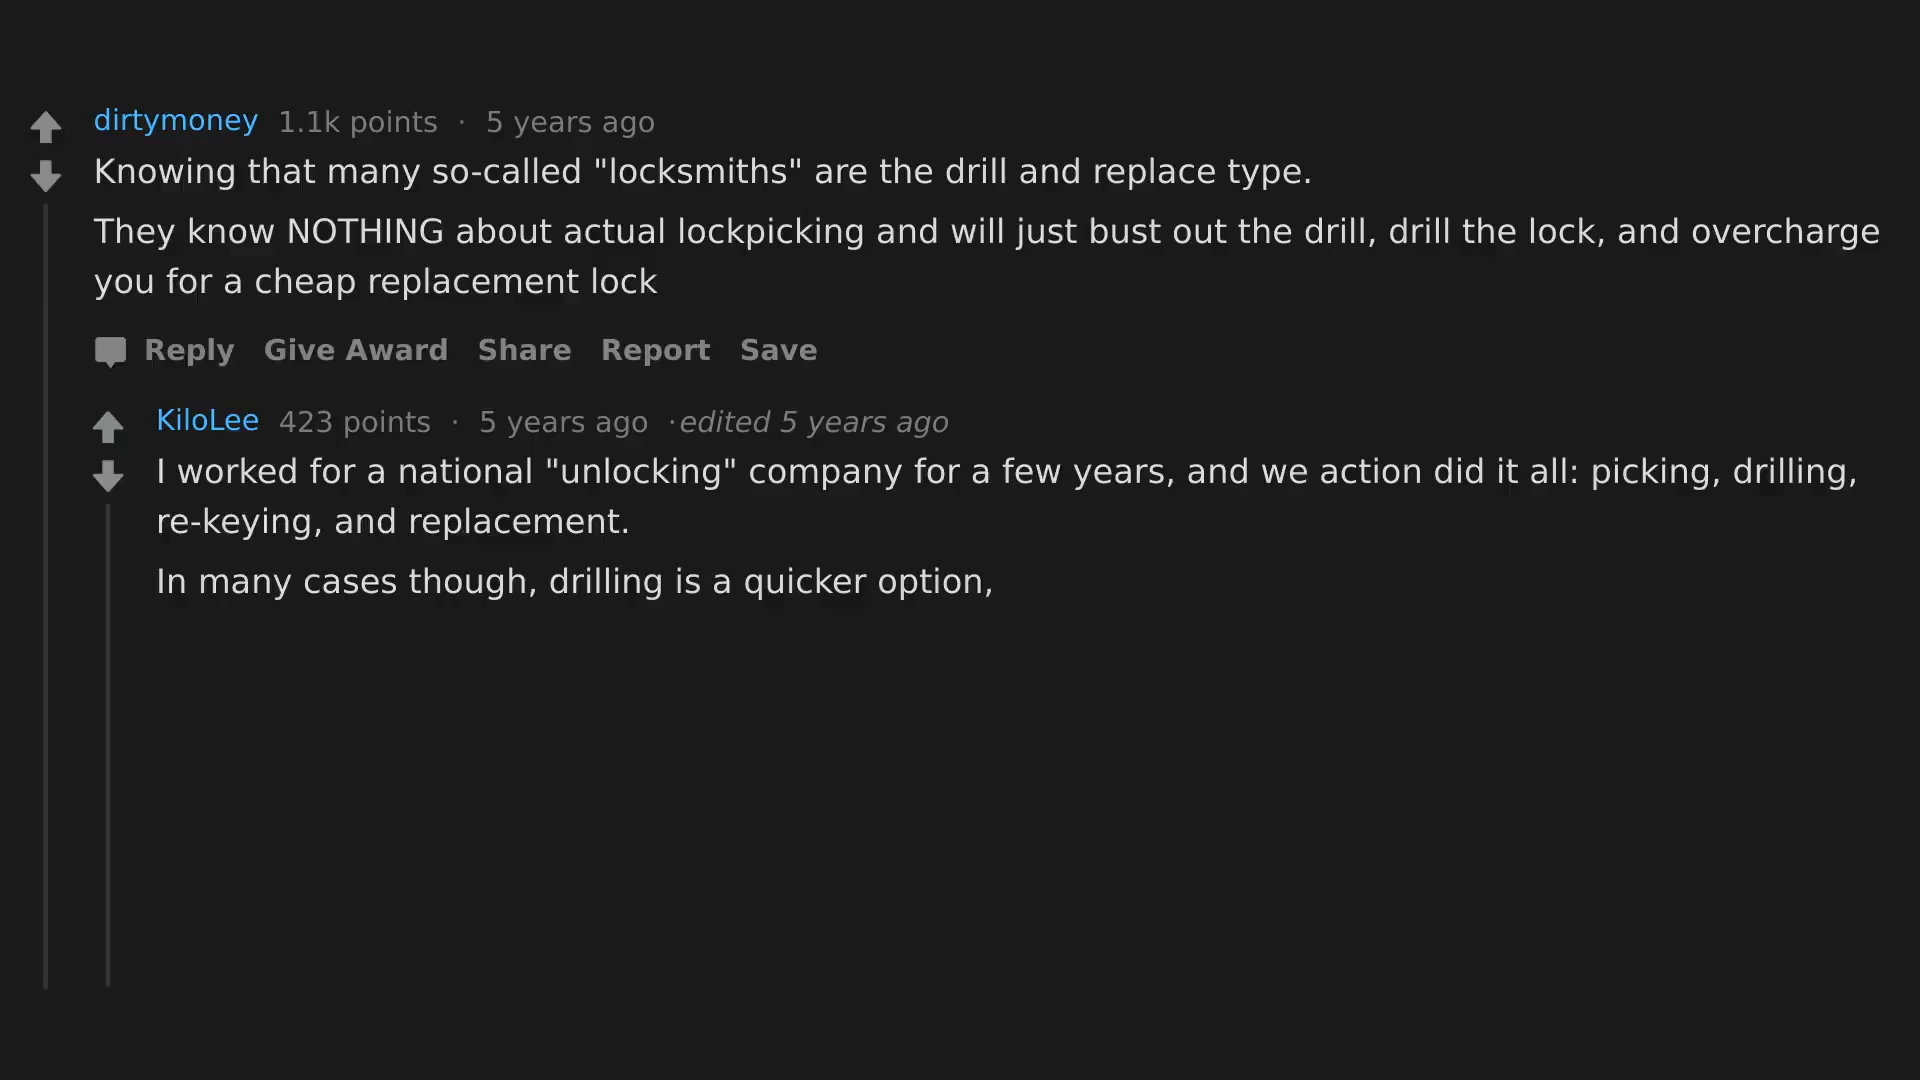 dirtymoney 1.1k points · 5 years ago
Knowing that many so-called "locksmiths" are the drill and replace type.
They know NOTHING about actual lockpicking and will just bust out the drill, drill the lock, and overcharge
you for a cheap replacement lock
Reply Give Award Share Report Save
KiloLee 423 points · 5 years ago ·edited 5 years ago
I worked for a national "unlocking" company for a few years, and we action did it all: picking, drilling,
re-keying, and replacement.
In many cases though, drilling is a quicker option,